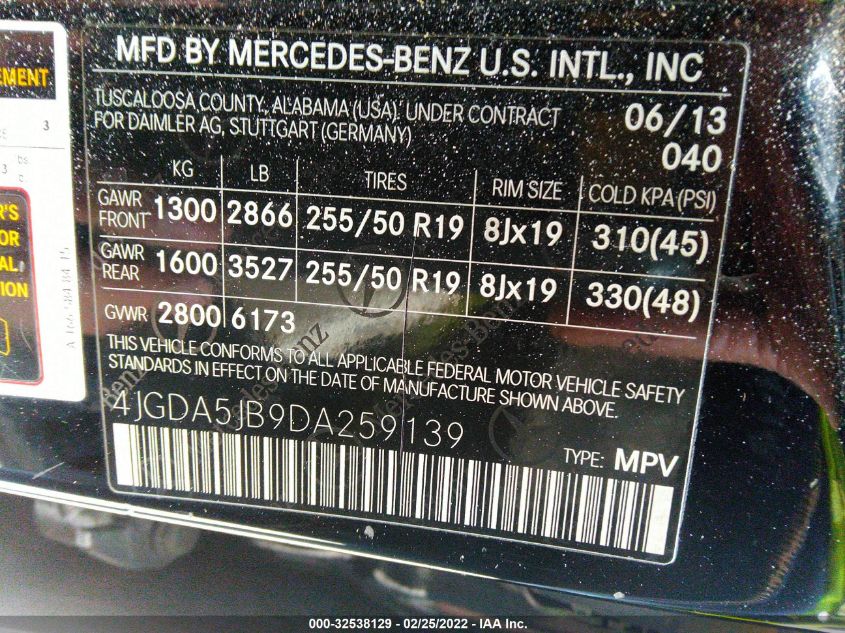 MFD BY MERCEDES-BENZ U.S. INTL., INC
TUSCALOOSA COUNTY, ALABAMA (USA). UNDER CONTRACT
FOR DAIMLER AG, STUTTGART (GERMANY)
06/13
040
KG LB TIRES RIM SIZE COLD KPA (PSI)
GAWR FRONT 1300 2866 255/50 R19 8Jx19 310(45)
GAWR REAR 1600 3527 255/50 R19 8Jx19 330(48)
GVWR 2800 6173
THIS VEHICLE CONFORMS TO ALL APPLICABLE FEDERAL MOTOR VEHICLE SAFETY
STANDARDS IN EFFECT ON THE DATE OF MANUFACTURE SHOWN ABOVE.
4JGDA5JB9DA259139
TYPE: MPV
Mercedes-Benz
000-32538129 - 02/25/2022 - IAA Inc.